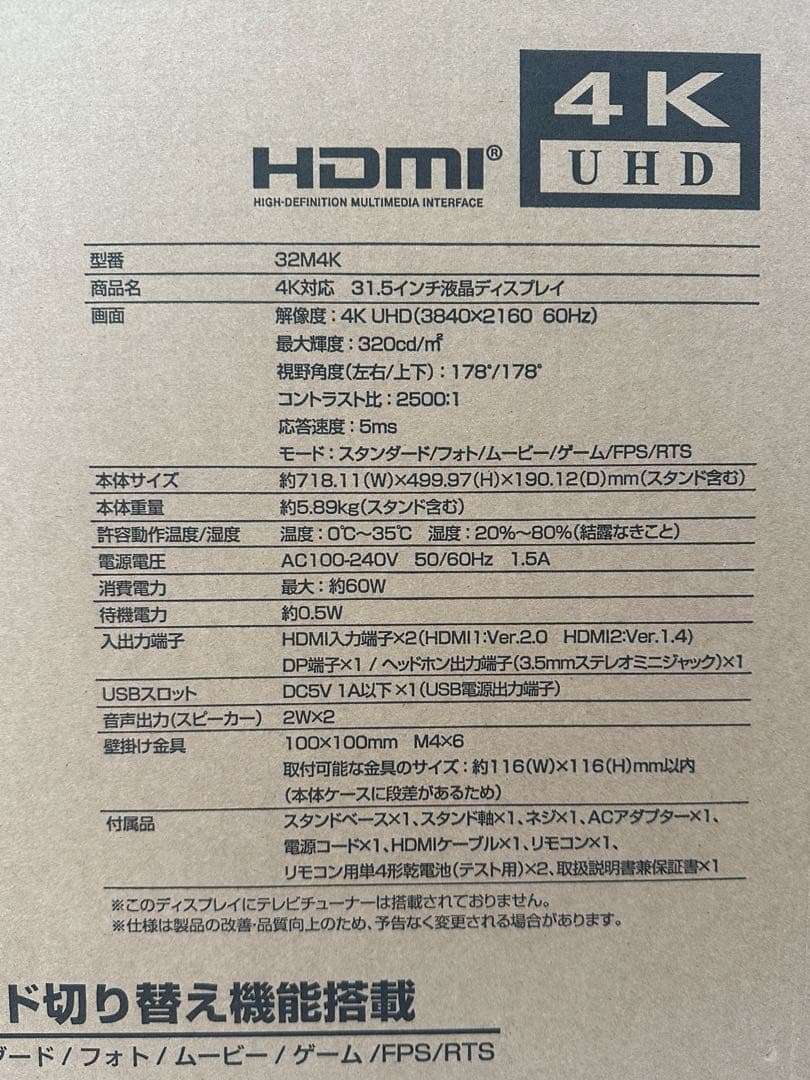 4K
UHD
HDMI®
HIGH-DEFINITION MULTIMEDIA INTERFACE
型番 32M4K
商品名 4K対応 31.5インチ液晶ディスプレイ
画面 解像度：4K UHD(3840×2160 60Hz)
最大輝度：320cd/㎡
視野角度(左右/上下)：178°/178°
コントラスト比：2500:1
応答速度：5ms
モード：スタンダード/フォト/ムービー/ゲーム/FPS/RTS
本体サイズ 約718.11(W)×499.97(H)×190.12(D)mm(スタンド含む)
本体重量 約5.89kg(スタンド含む)
許容動作温度/湿度 温度：0℃～35℃ 湿度：20%～80%(結露なきこと)
電源電圧 AC100-240V 50/60Hz 1.5A
消費電力 最大：約60W
待機電力 約0.5W
入出力端子 HDMI入力端子×2(HDMI1:Ver.2.0 HDMI2:Ver.1.4)
DP端子×1 / ヘッドホン出力端子(3.5mmステレオミニジャック)×1
USBスロット DC5V 1A以下×1(USB電源出力端子)
音声出力(スピーカー) 2W×2
壁掛け金具 100×100mm M4×6
取付可能な金具のサイズ：約116(W)×116(H)mm以内
(本体ケースに段差があるため)
付属品 スタンドベース×1、スタンド軸×1、ネジ×1、ACアダプター×1、
電源コード×1、HDMIケーブル×1、リモコン×1、
リモコン用単4形乾電池(テスト用)×2、取扱説明書兼保証書×1
※このディスプレイにテレビチューナーは搭載されておりません。
※仕様は製品の改善・品質向上のため、予告なく変更される場合があります。
ド切り替え機能搭載
ダード / フォト / ムービー / ゲーム /FPS/RTS